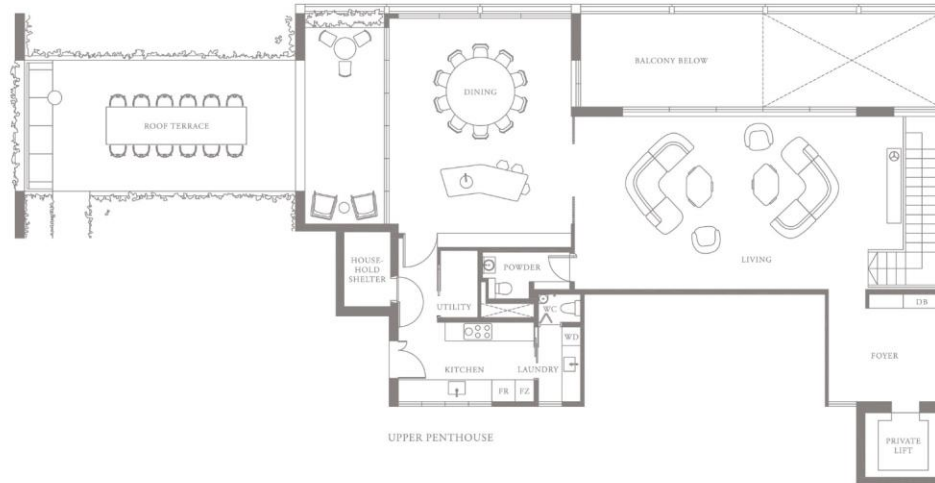 BALCONY BELOW
DINING
ROOF TERRACE
LIVING
HOUSE-
HOLD
SHELTER
POWDER
UTILITY
WC
DB
WD
FOYER
KITCHEN
LAUNDRY
FR
FZ
UPPER PENTHOUSE
PRIVATE
LIFT